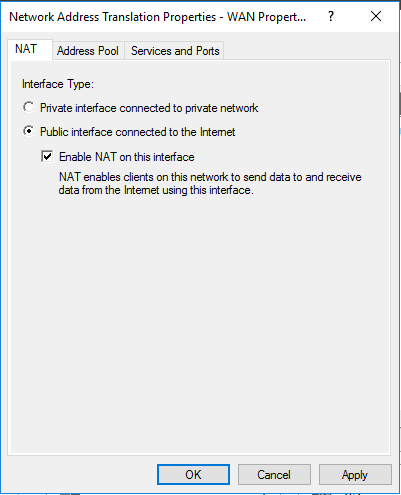 Network Address Translation Properties - WAN Propert...
?
NAT
Address Pool
Services and Ports
Interface Type:
Private interface connected to private network
Public interface connected to the Internet
Enable NAT on this interface
NAT enables clients on this network to send data to and receive
data from the Internet using this interface.
OK
Cancel
Apply